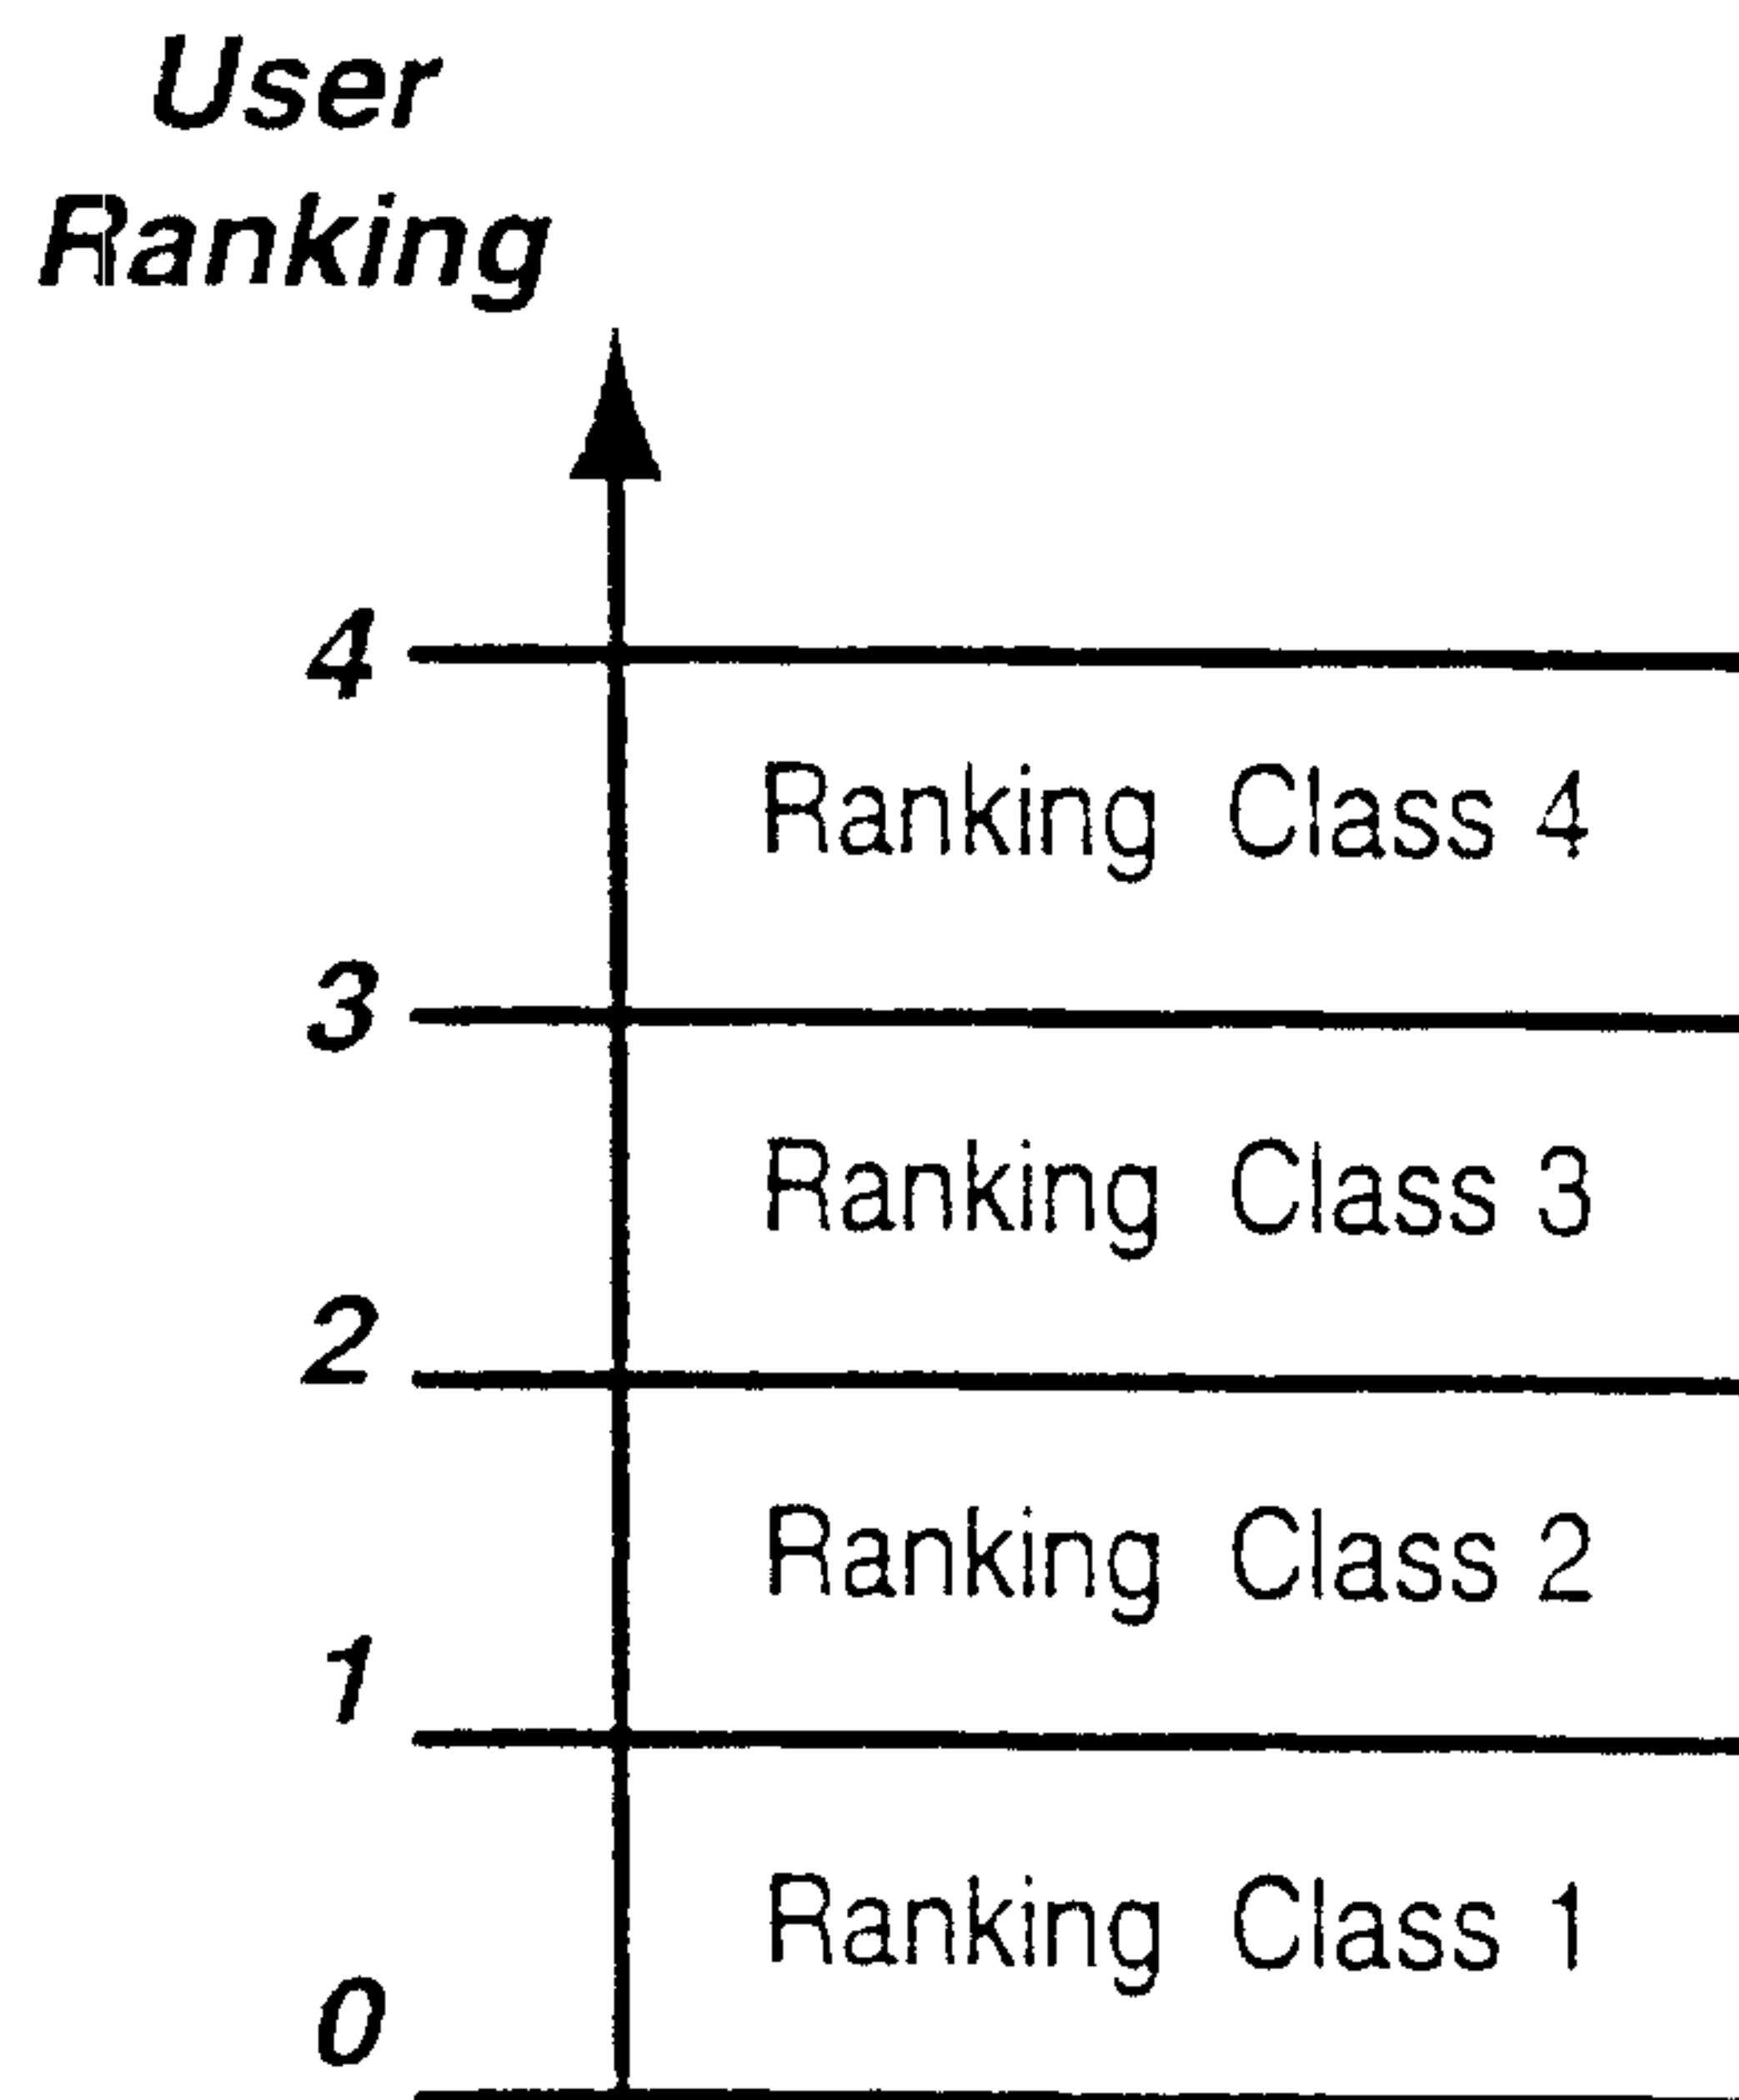 User
Ranking
4
Ranking Class 4
3
Ranking Class 3
2
Ranking Class 2
1
Ranking Class 1
0